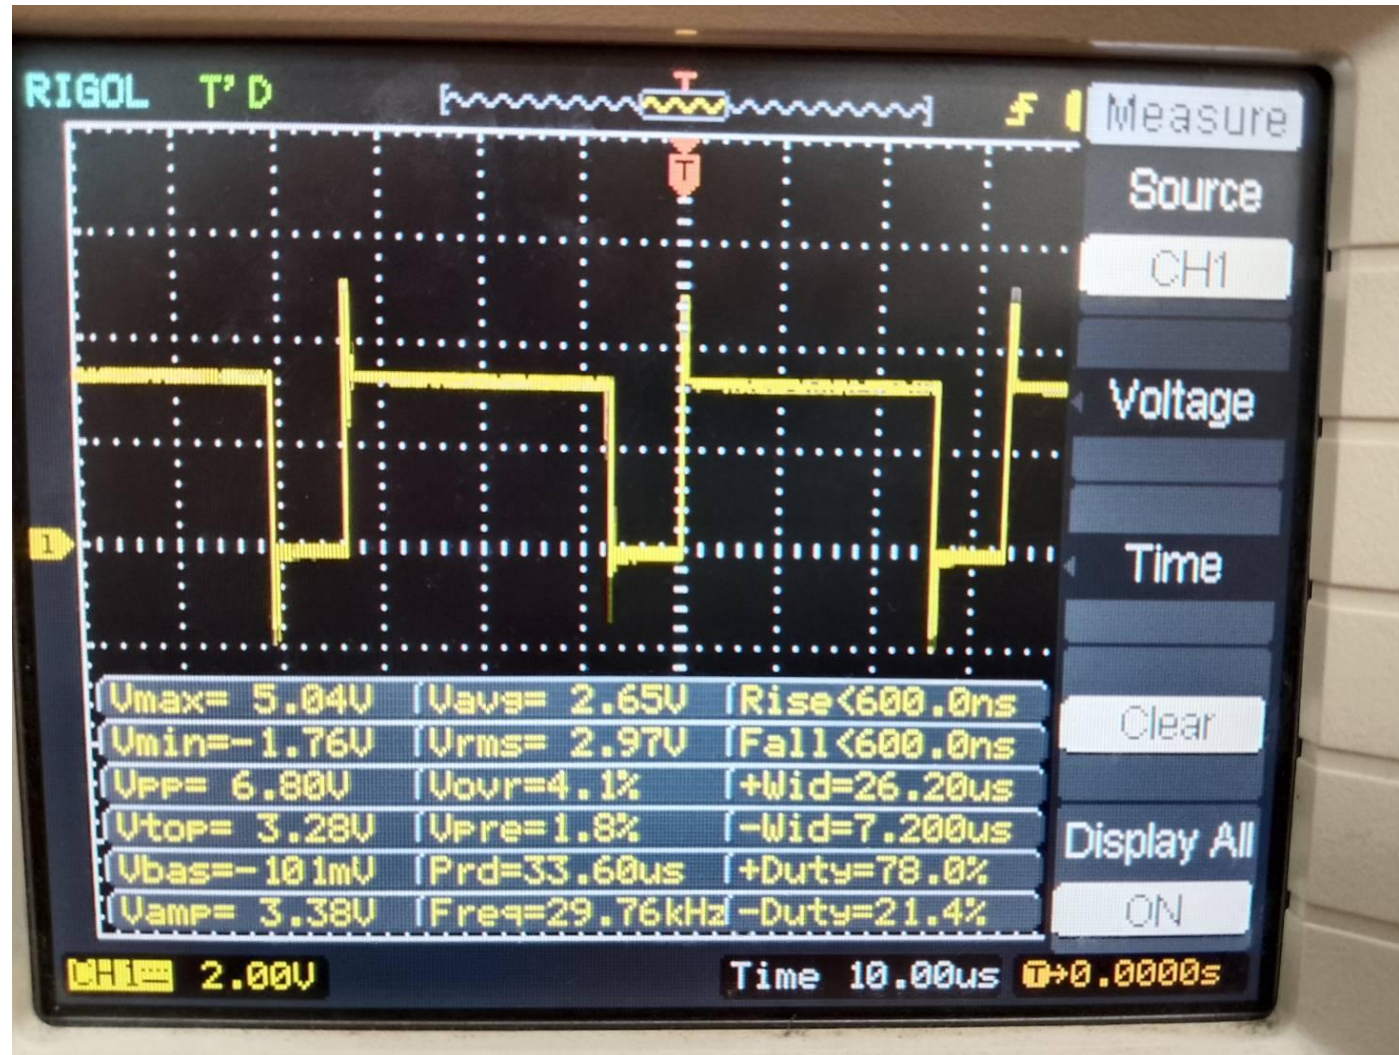 RIGOL T' D
T
T
Measure
Source
CH1
Voltage
1
Time
Clear
Display All
ON
Vmax= 5.04V Vavg= 2.65V Rise<600.0ns
Vmin=-1.76V Vrms= 2.97V Fall<600.0ns
Vpp= 6.80V Vovr=4.1% +Wid=26.20us
Vtop= 3.28V Vpre=1.8% -Wid=7.200us
Vbas=-101mV Prd=33.60us +Duty=78.0%
Vamp= 3.38V Freq=29.76kHz -Duty=21.4%
CH1 2.00V Time 10.00us T→0.0000s